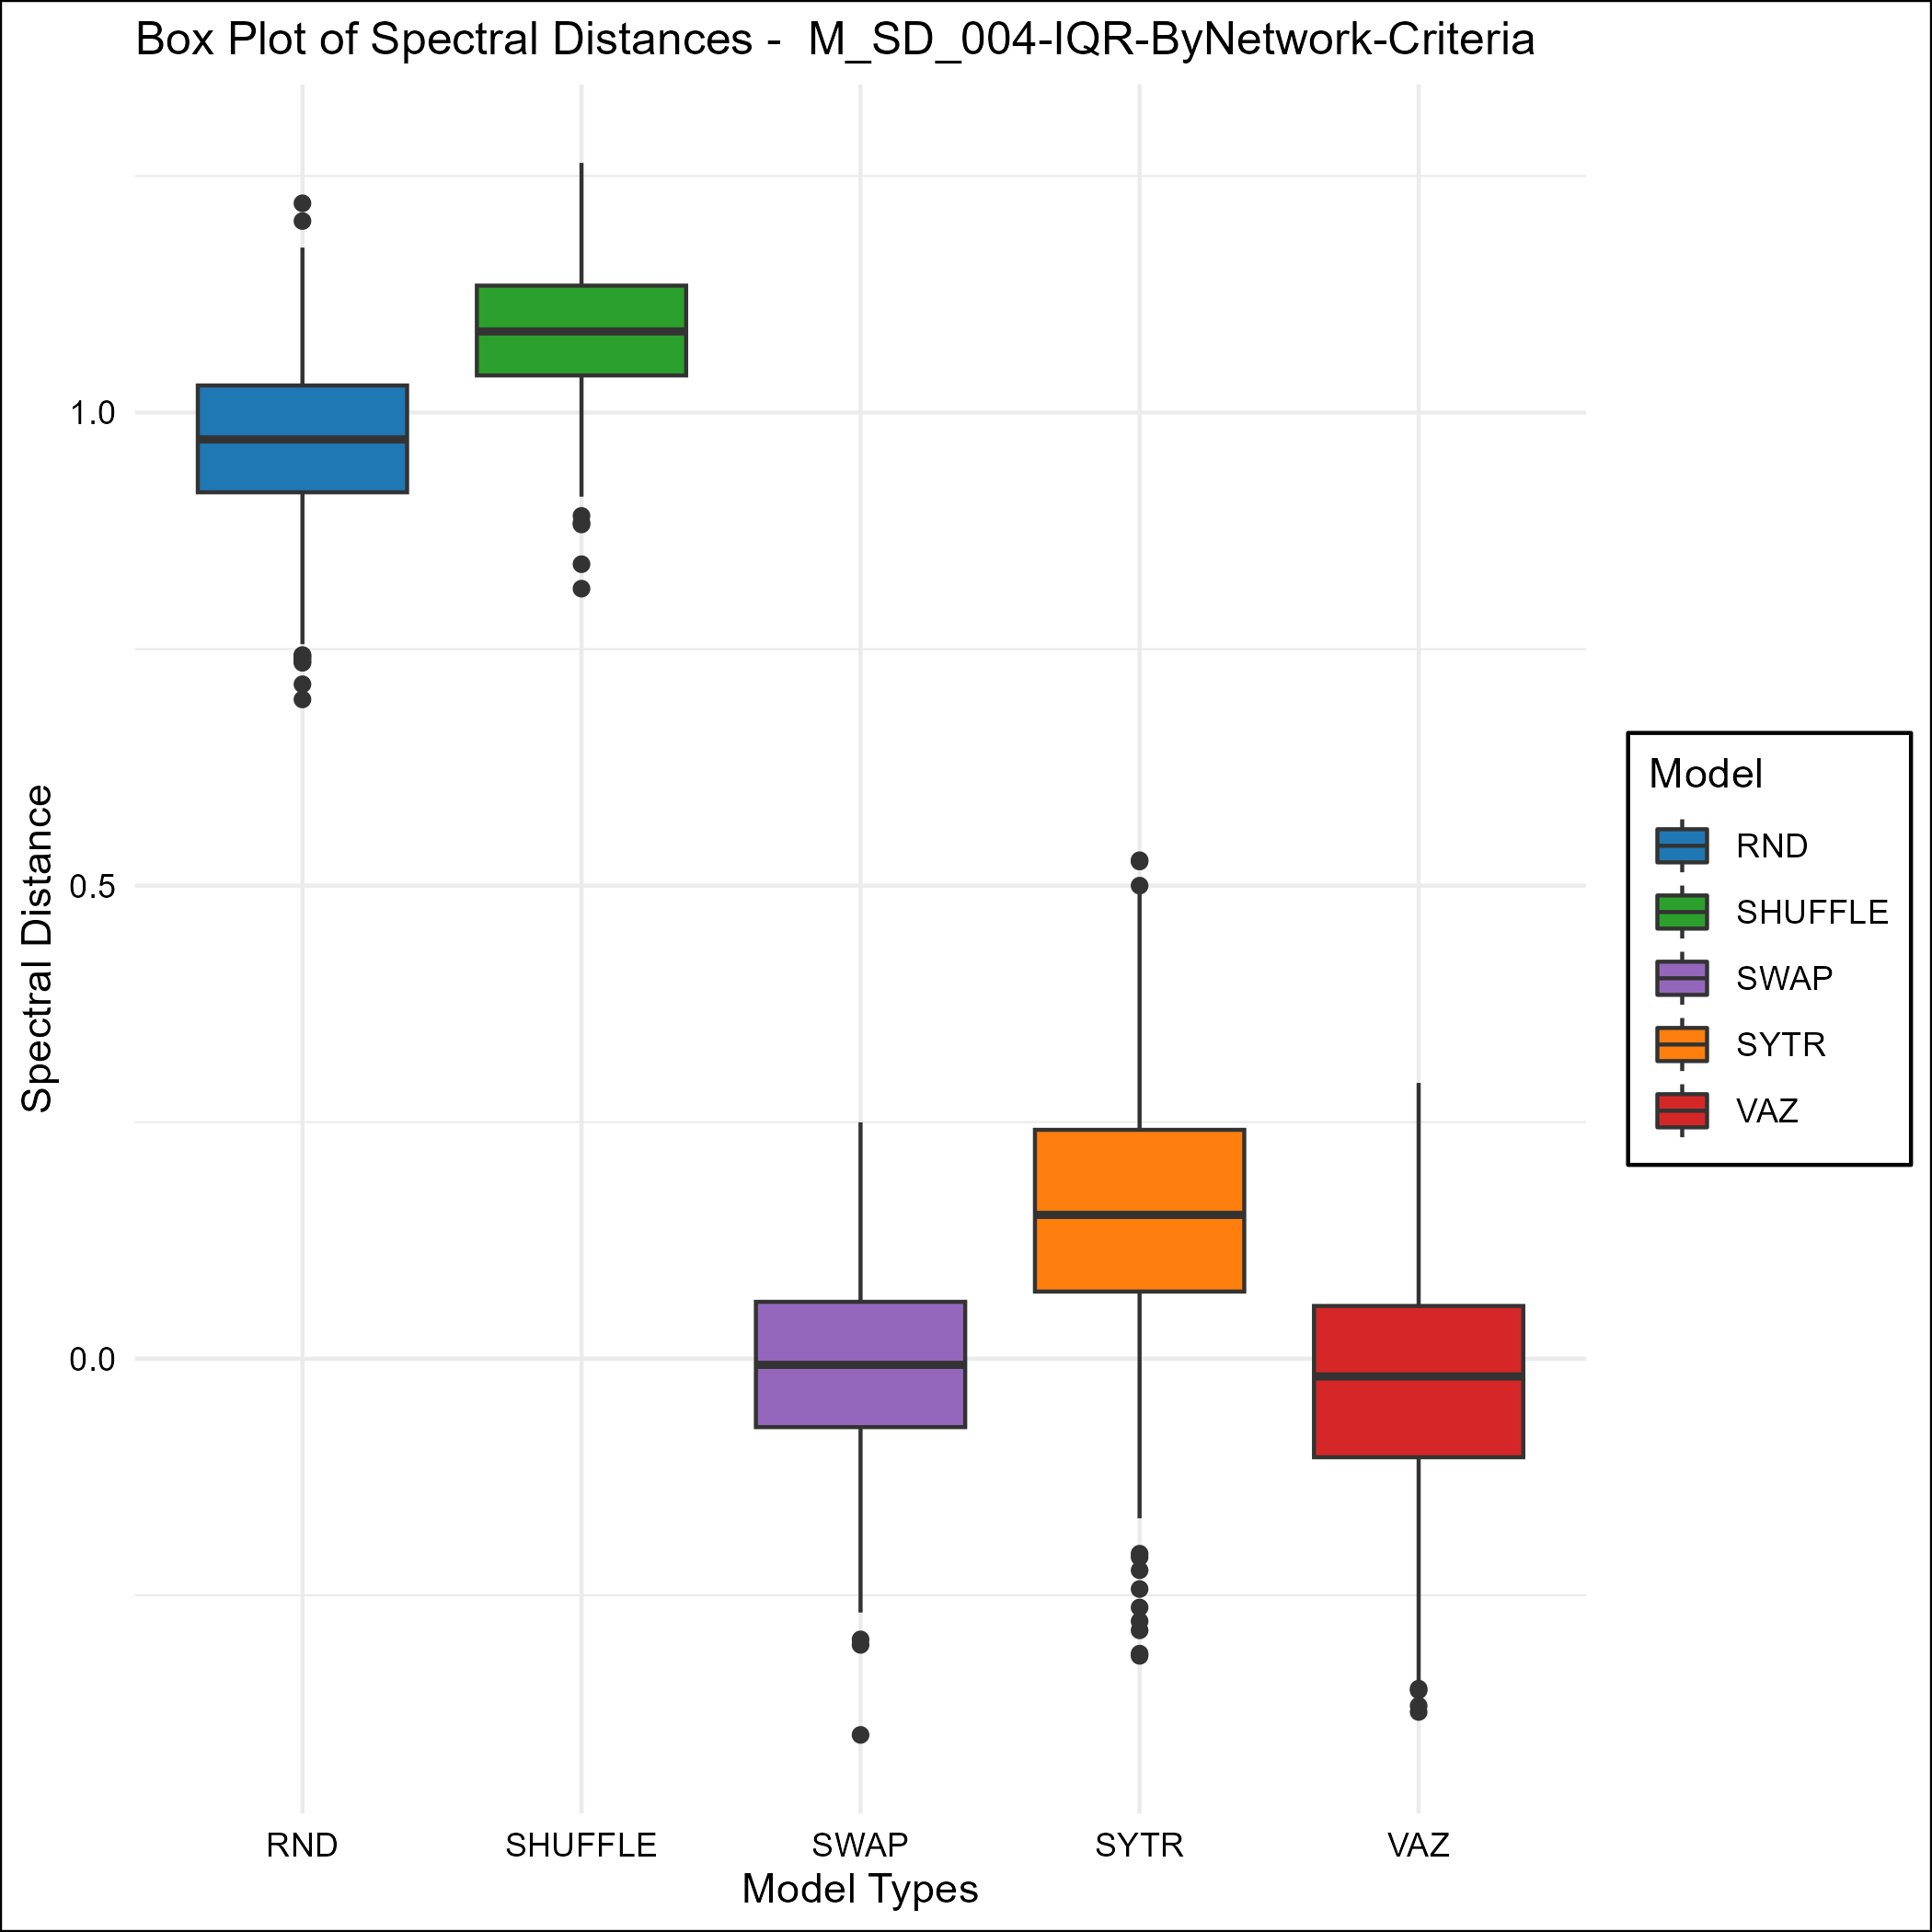 Box Plot of Spectral Distances -  M_SD_004-IQR-ByNetwork-Criteria
1.0
0.5
0.0
Spectral Distance
RND
SHUFFLE
SWAP
SYTR
VAZ
Model Types
Model
RND
SHUFFLE
SWAP
SYTR
VAZ